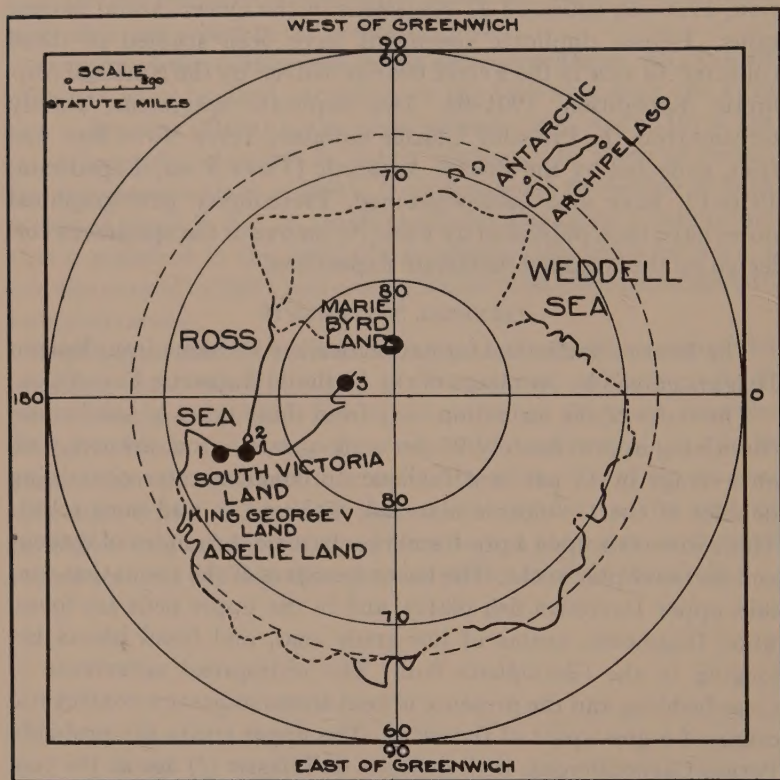 WEST OF GREENWICH
90
60
SCALE
0 300
STATUTE MILES
ANTARCTIC
ARCHIPELAGO
70
WEDDELL
SEA
80
MARIE
BYRD
LAND
ROSS
3
180
0
SEA
2
SOUTH VICTORIA
LAND
80
KING GEORGE V
LAND
ADELIE LAND
70
60
90
EAST OF GREENWICH